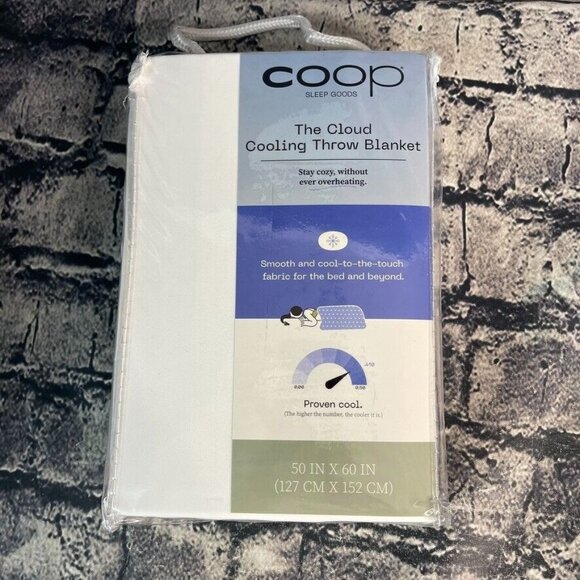 coop
SLEEP GOODS
The Cloud
Cooling Throw Blanket
Stay cozy, without
ever overheating.
Smooth and cool-to-the-touch
fabric for the bed and beyond.
0.00
0.50
Proven cool.
(The higher the number, the cooler it is.)
50 IN X 60 IN
(127 CM X 152 CM)